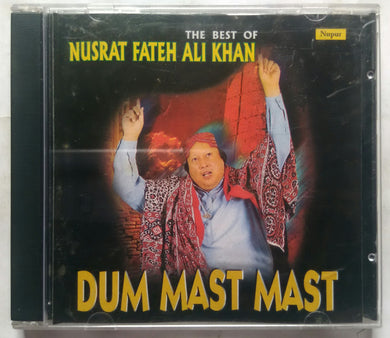 THE BEST OF
Nupur
NUSRAT FATEH ALI KHAN
DUM MAST MAST